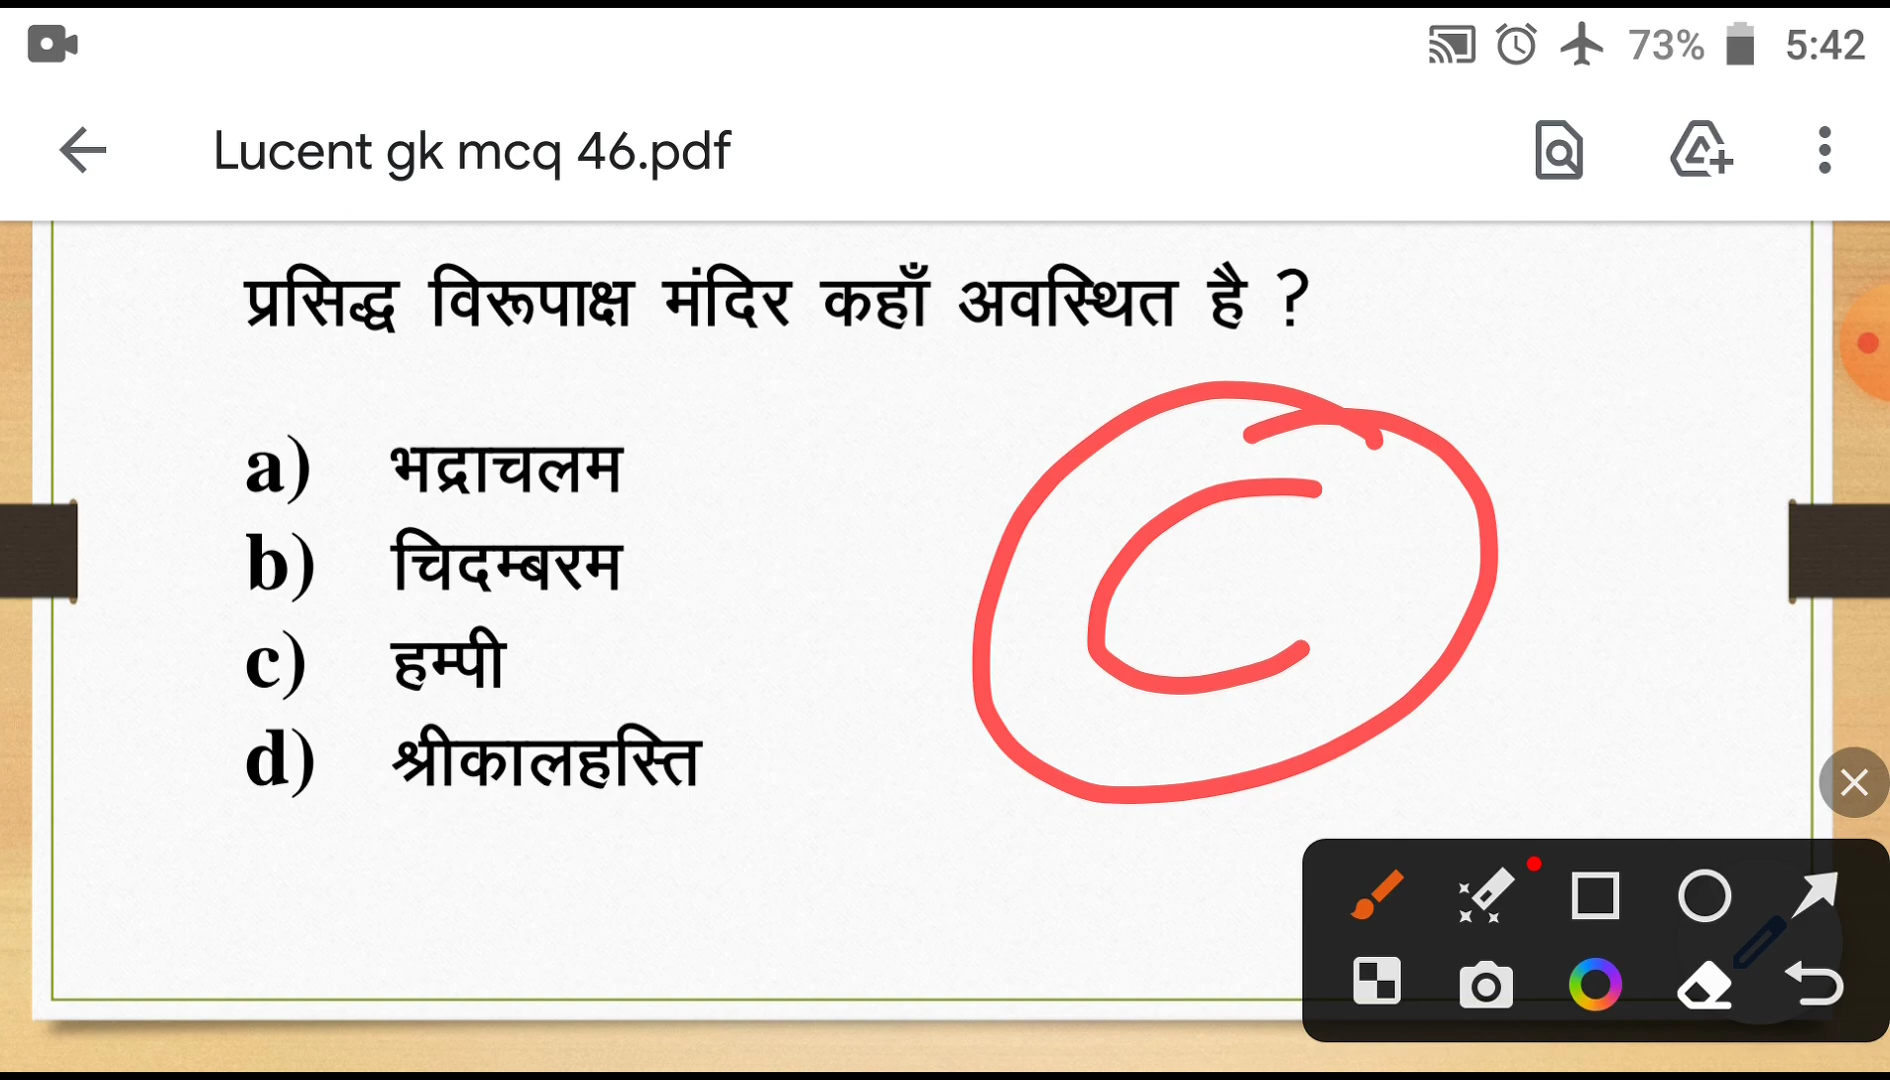 73% 5:42
Lucent gk mcq 46.pdf
प्रसिद्ध विरूपाक्ष मंदिर कहाँ अवस्थित है ?
a) भद्राचलम
b) चिदम्बरम
c) हम्पी
d) श्रीकालहस्ति
C